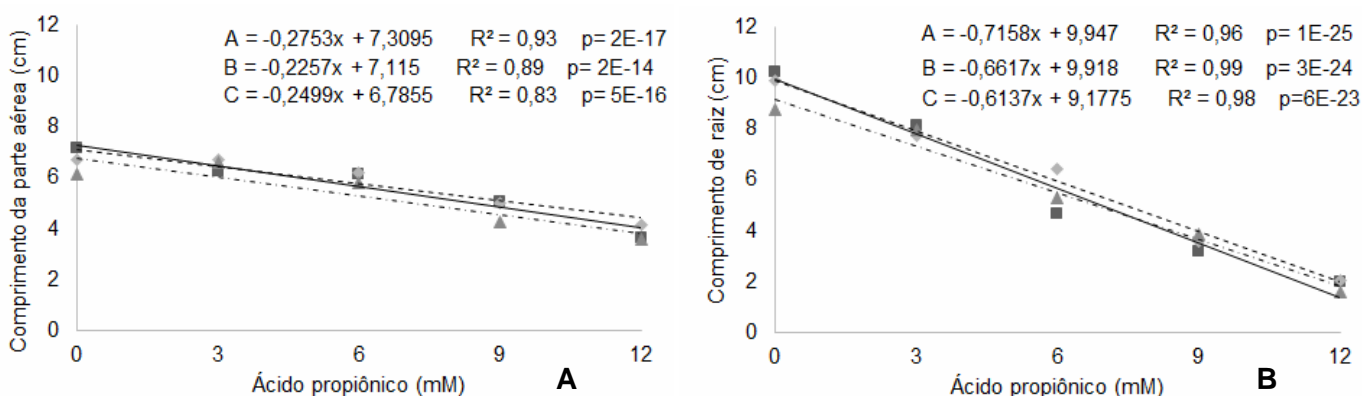 A = -0,2753x + 7,3095 R² = 0,93 p= 2E-17
B = -0,2257x + 7,115 R² = 0,89 p= 2E-14
C = -0,2499x + 6,7855 R² = 0,83 p= 5E-16
Comprimento da parte aérea (cm)
12
10
8
6
4
2
0
0 3 6 9 12
Ácido propiônico (mM)
A
A = -0,7158x + 9,947 R² = 0,96 p= 1E-25
B = -0,6617x + 9,918 R² = 0,99 p= 3E-24
C = -0,6137x + 9,1775 R² = 0,98 p=6E-23
Comprimento de raiz (cm)
12
10
8
6
4
2
0
0 3 6 9 12
Ácido propiônico (mM)
B